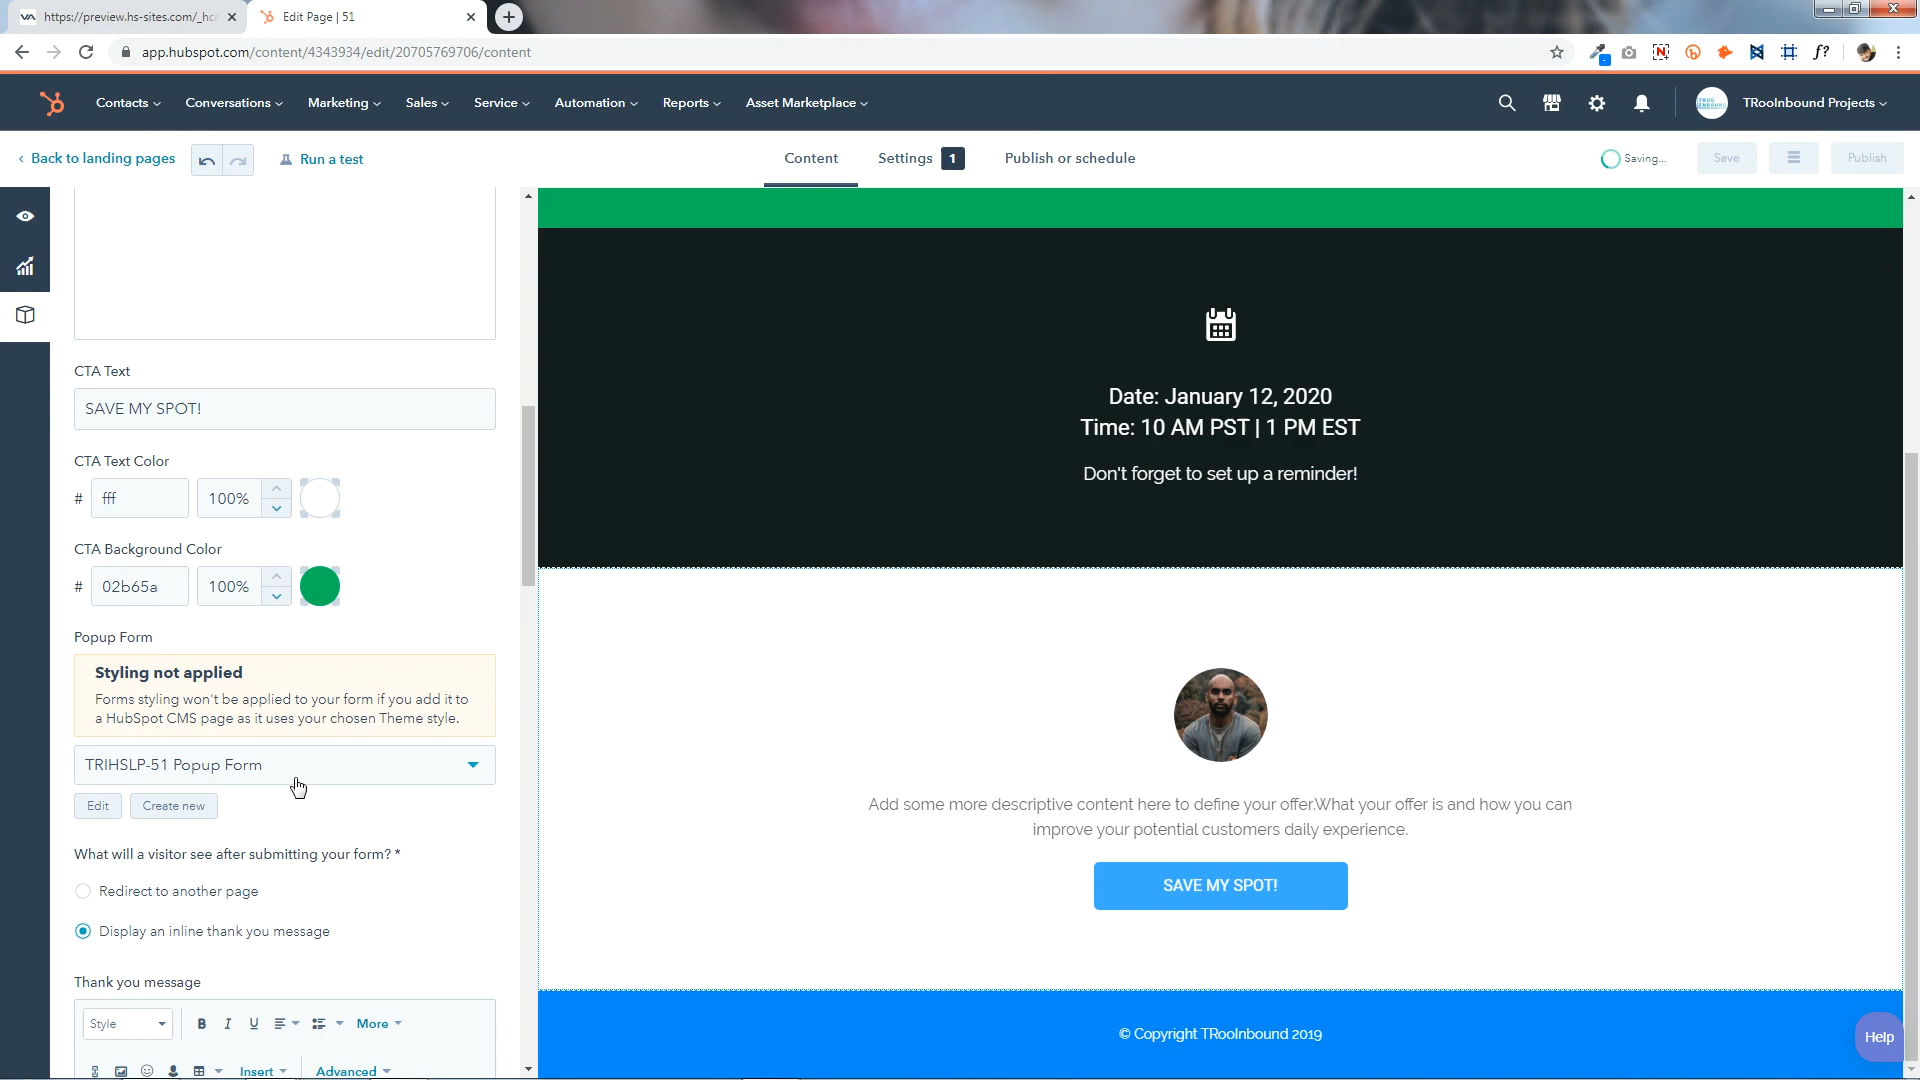 https://preview.hs-sites.com/_hcr
Edit Page | 51
app.hubspot.com/content/4343934/edit/20705769706/content
Contacts
Conversations
Marketing
Sales
Service
Automation
Reports
Asset Marketplace
TRooInbound Projects
Back to landing pages
Run a test
Content
Settings 1
Publish or schedule
Saving...
Save
Publish
CTA Text
SAVE MY SPOT!
CTA Text Color
# fff 100%
CTA Background Color
# 02b65a 100%
Popup Form
Styling not applied
Forms styling won't be applied to your form if you add it to
a HubSpot CMS page as it uses your chosen Theme style.
TRIHSLP-51 Popup Form
Edit
Create new
What will a visitor see after submitting your form? *
Redirect to another page
Display an inline thank you message
Thank you message
Style B I U More
Insert Advanced
Date: January 12, 2020
Time: 10 AM PST | 1 PM EST
Don't forget to set up a reminder!
Add some more descriptive content here to define your offer.What your offer is and how you can
improve your potential customers daily experience.
SAVE MY SPOT!
© Copyright TRooInbound 2019
Help